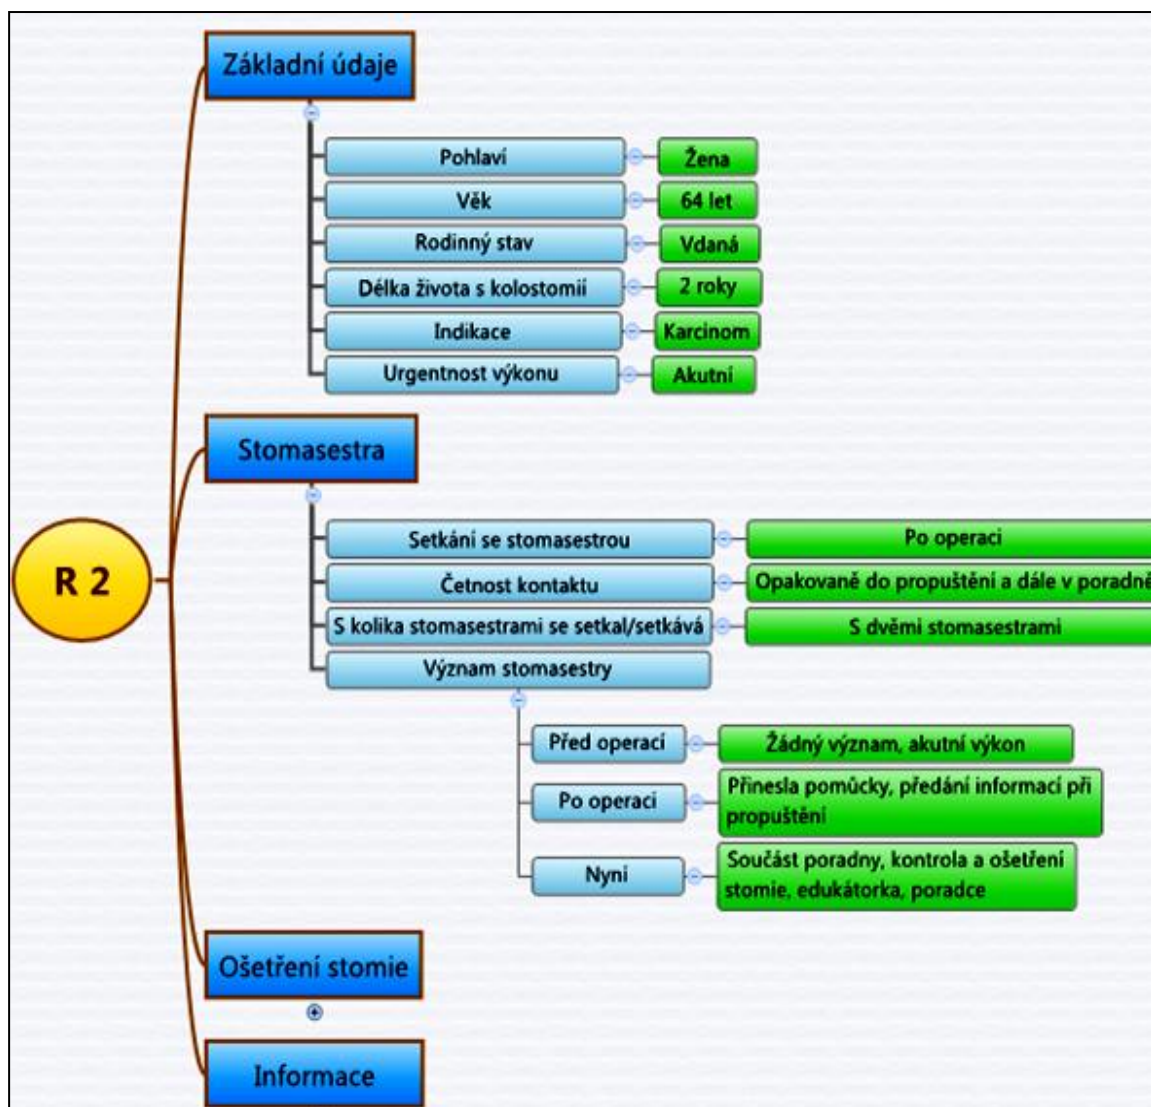 Základní údaje
Pohlaví Žena
Věk 64 let
Rodinný stav Vdaná
Délka života s kolostomií 2 roky
Indikace Karcinom
Urgentnost výkonu Akutní
Stomasestra
Setkání se stomasestrou Po operaci
Četnost kontaktu Opakovaně do propuštění a dále v poradně
S kolika stomasestrami se setkal/setkává S dvěmi stomasestrami
Význam stomasestry
R 2
Před operací Žádný význam, akutní výkon
Po operaci Přinesla pomůcky, předání informací při
propuštění
Nyní Součást poradny, kontrola a ošetření
stomie, edukátorka, poradce
Ošetření stomie
Informace